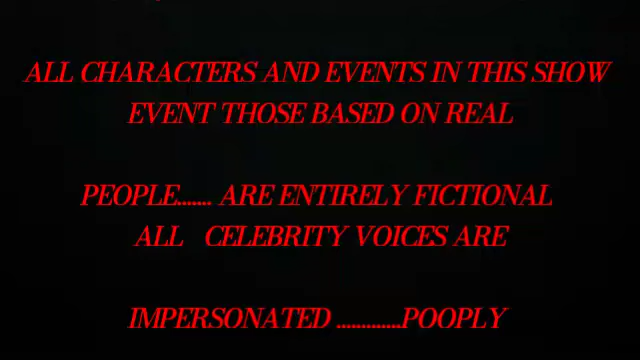 ALL CHARACTERS AND EVENTS IN THIS SHOW
EVENT THOSE BASED ON REAL
PEOPLE....... ARE ENTIRELY FICTIONAL
ALL CELEBRITY VOICES ARE
IMPERSONATED .............POOPLY